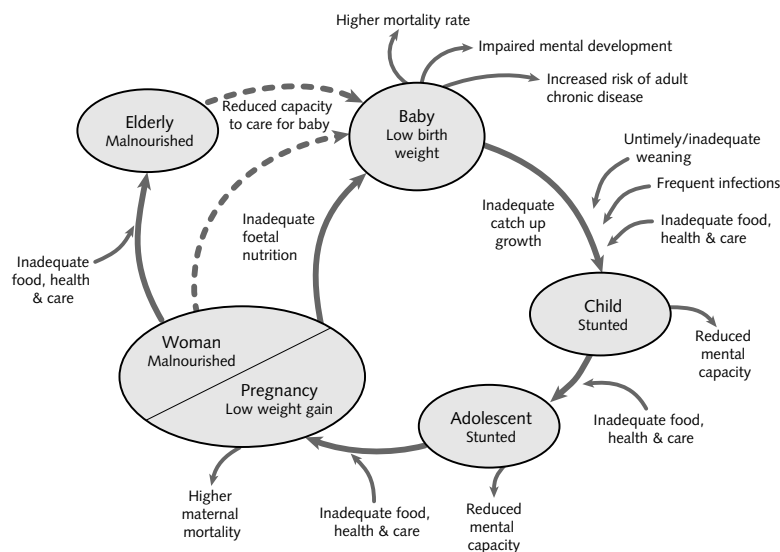 Higher mortality rate
Impaired mental development
Increased risk of adult
chronic disease
Elderly
Malnourished
Reduced capacity
to care for baby
Baby
Low birth
weight
Untimely/inadequate
weaning
Frequent infections
Inadequate food,
health & care
Inadequate
catch up
growth
Inadequate
foetal
nutrition
Inadequate
food, health
& care
Child
Stunted
Reduced
mental
capacity
Woman
Malnourished
Pregnancy
Low weight gain
Adolescent
Stunted
Inadequate food,
health & care
Higher
maternal
mortality
Inadequate food,
health & care
Reduced
mental
capacity